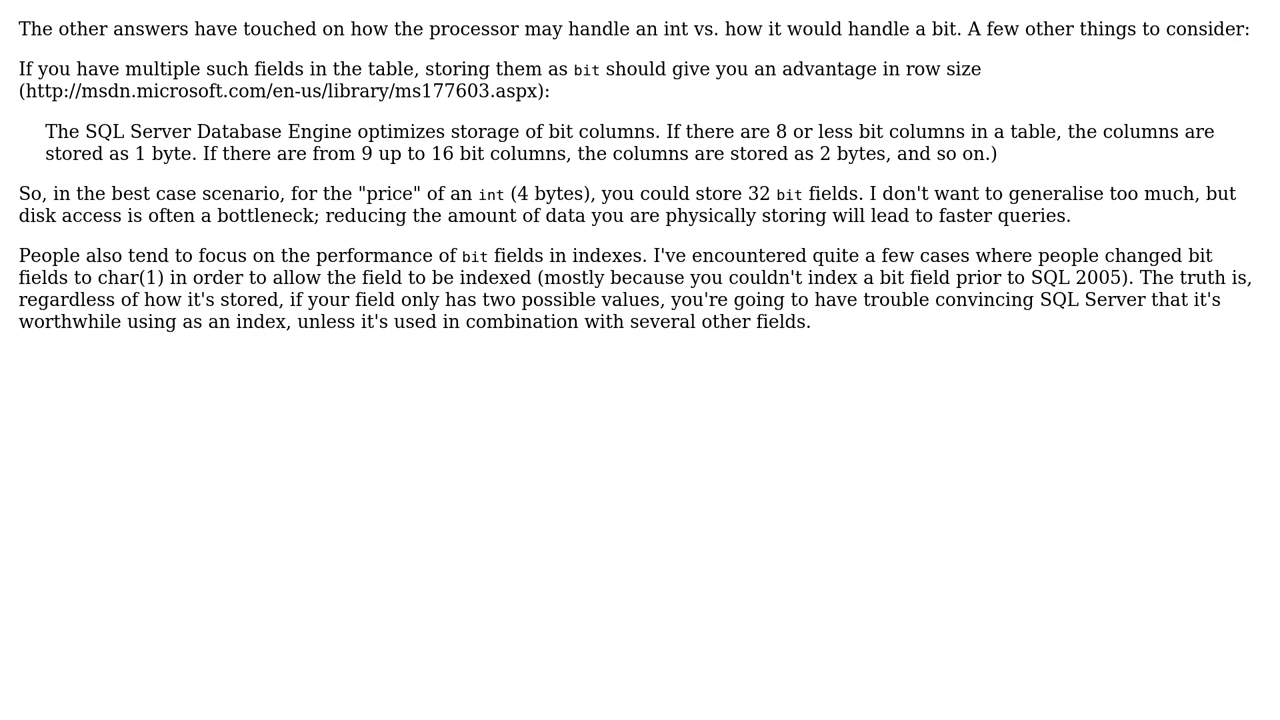 The other answers have touched on how the processor may handle an int vs. how it would handle a bit. A few other things to consider:
If you have multiple such fields in the table, storing them as bit should give you an advantage in row size
(http://msdn.microsoft.com/en-us/library/ms177603.aspx):
The SQL Server Database Engine optimizes storage of bit columns. If there are 8 or less bit columns in a table, the columns are
stored as 1 byte. If there are from 9 up to 16 bit columns, the columns are stored as 2 bytes, and so on.)
So, in the best case scenario, for the "price" of an int (4 bytes), you could store 32 bit fields. I don't want to generalise too much, but
disk access is often a bottleneck; reducing the amount of data you are physically storing will lead to faster queries.
People also tend to focus on the performance of bit fields in indexes. I've encountered quite a few cases where people changed bit
fields to char(1) in order to allow the field to be indexed (mostly because you couldn't index a bit field prior to SQL 2005). The truth is,
regardless of how it's stored, if your field only has two possible values, you're going to have trouble convincing SQL Server that it's
worthwhile using as an index, unless it's used in combination with several other fields.